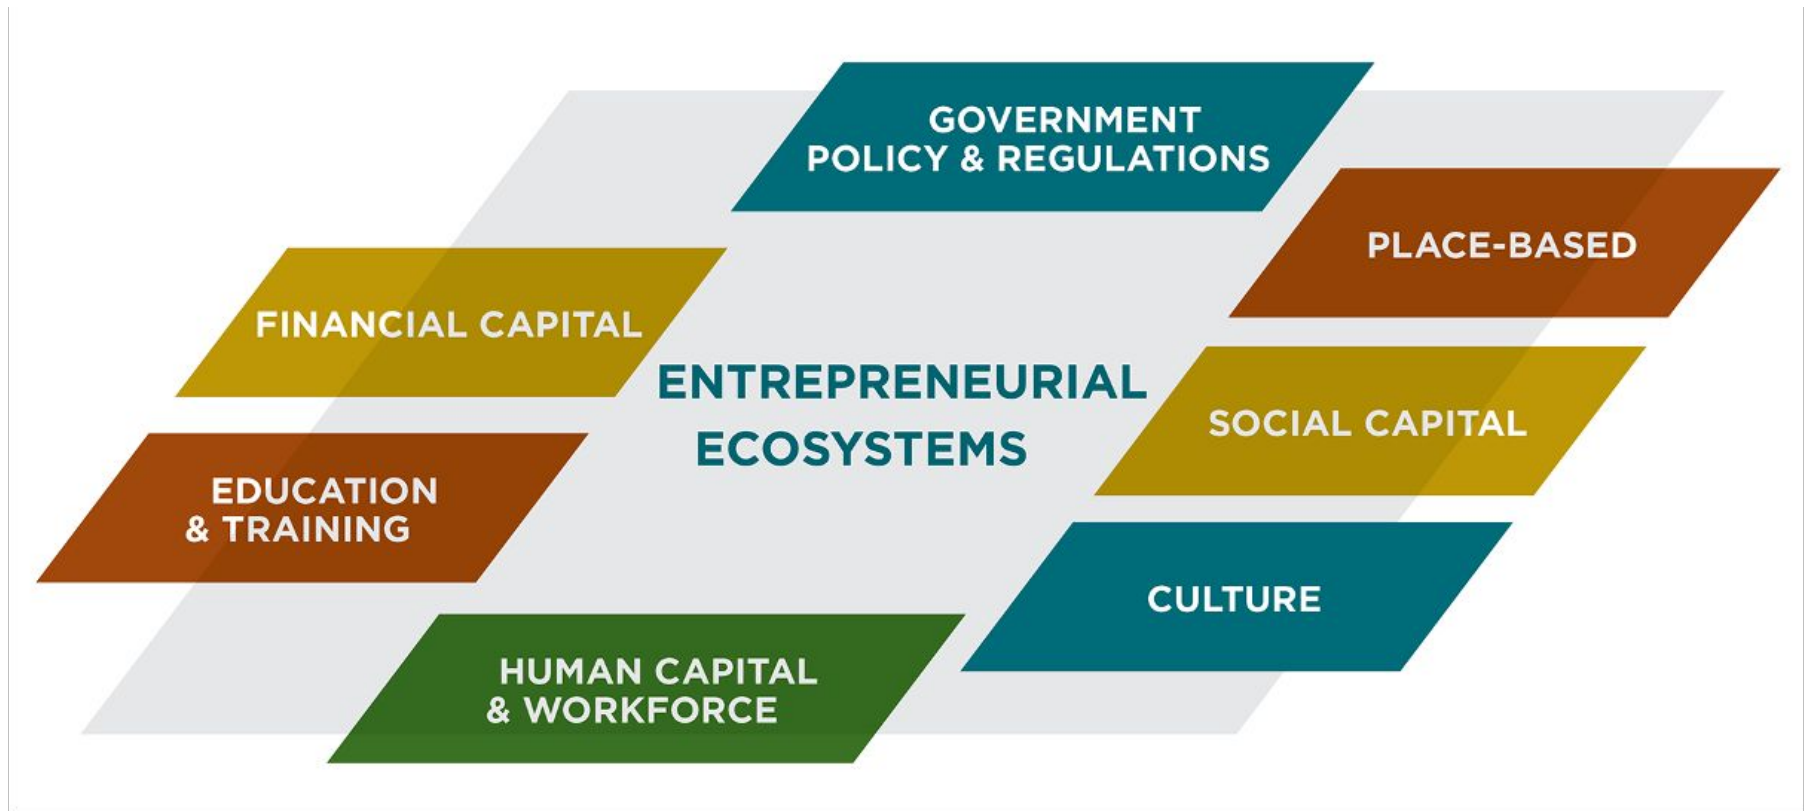 GOVERNMENT
POLICY & REGULATIONS
PLACE-BASED
FINANCIAL CAPITAL
ENTREPRENEURIAL
ECOSYSTEMS
SOCIAL CAPITAL
EDUCATION
& TRAINING
CULTURE
HUMAN CAPITAL
& WORKFORCE